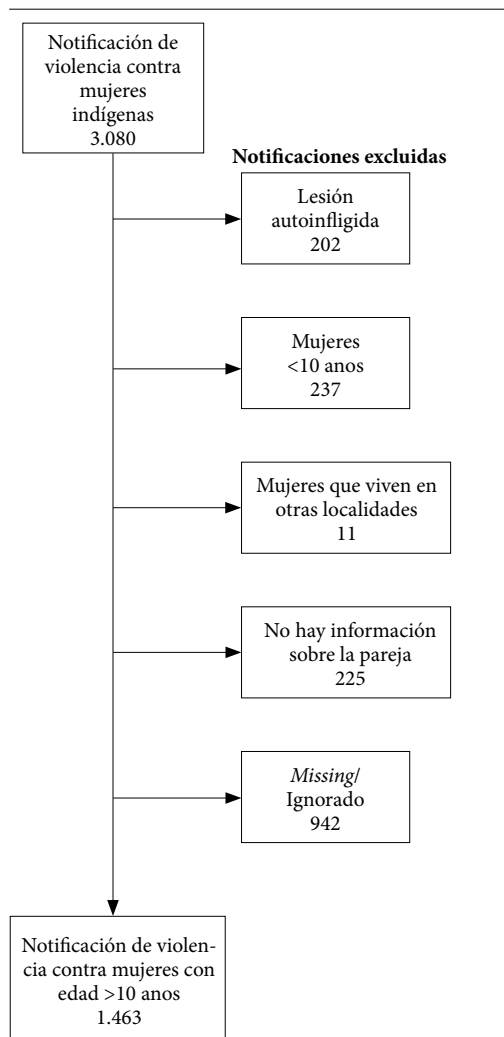 Notificación de
violencia contra
mujeres
indígenas
3.080
Notificaciones excluidas
Lesión
autoinfligida
202
Mujeres
<10 anos
237
Mujeres que viven en
otras localidades
11
No hay información
sobre la pareja
225
Missing/
Ignorado
942
Notificación de violen-
cia contra mujeres con
edad >10 anos
1.463